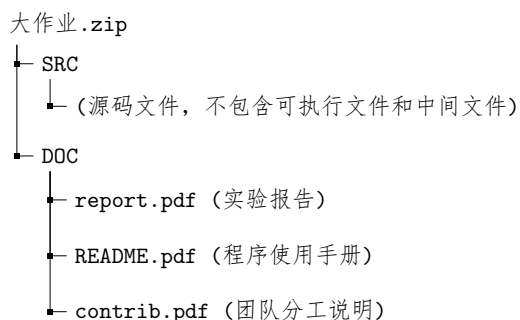 大作业.zip
SRC
(源码文件，不包含可执行文件和中间文件)
DOC
report.pdf (实验报告)
README.pdf (程序使用手册)
contrib.pdf (团队分工说明)